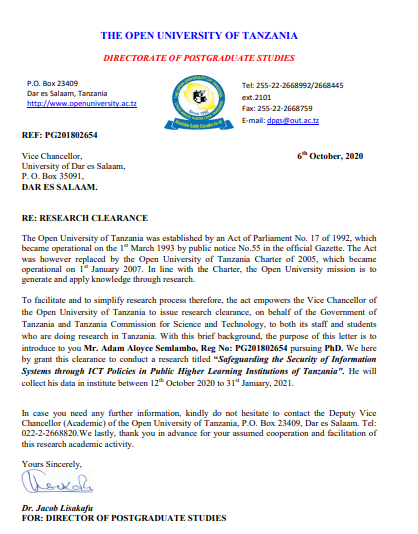 THE OPEN UNIVERSITY OF TANZANIA
DIRECTORATE OF POSTGRADUATE STUDIES
P.O. Box 23409
Dar es Salaam, Tanzania
http://www.openuniversity.ac.tz
Tel: 255-22-2668992/2668445
ext.2101
Fax: 255-22-2668759
E-mail: dpgs@out.ac.tz
REF: PG201802654
6th October, 2020
Vice Chancellor,
University of Dar es Salaam,
P. O. Box 35091,
DAR ES SALAAM.
RE: RESEARCH CLEARANCE
The Open University of Tanzania was established by an Act of Parliament No. 17 of 1992, which
became operational on the 1st March 1993 by public notice No.55 in the official Gazette. The Act
was however replaced by the Open University of Tanzania Charter of 2005, which became
operational on 1st January 2007. In line with the Charter, the Open University mission is to
generate and apply knowledge through research.
To facilitate and to simplify research process therefore, the act empowers the Vice Chancellor of
the Open University of Tanzania to issue research clearance, on behalf of the Government of
Tanzania and Tanzania Commission for Science and Technology, to both its staff and students
who are doing research in Tanzania. With this brief background, the purpose of this letter is to
introduce to you Mr. Adam Aloyce Semlambo, Reg No: PG201802654 pursuing PhD. We here
by grant this clearance to conduct a research titled "Safeguarding the Security of Information
Systems through ICT Policies in Public Higher Learning Institutions of Tanzania". He will
collect his data in institute between 12th October 2020 to 31st January, 2021.
In case you need any further information, kindly do not hesitate to contact the Deputy Vice
Chancellor (Academic) of the Open University of Tanzania, P.O. Box 23409, Dar es Salaam. Tel:
022-2-2668820.We lastly, thank you in advance for your assumed cooperation and facilitation of
this research academic activity.
Yours Sincerely,
Dr. Jacob Lisakafu
FOR: DIRECTOR OF POSTGRADUATE STUDIES